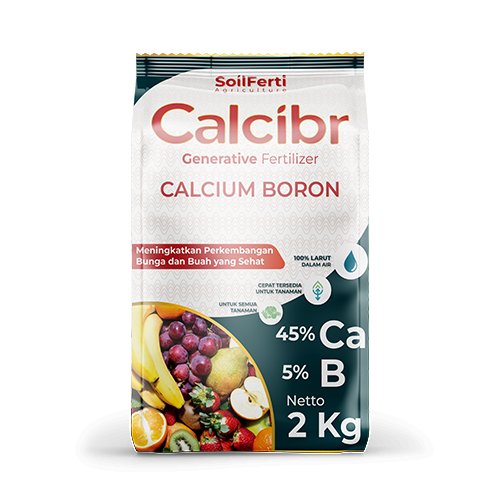 SoilFerti
Agriculture
Calcibr
Generative Fertilizer
CALCIUM BORON
Meningkatkan Perkembangan
Bunga dan Buah yang Sehat
100% LARUT
DALAM AIR
CEPAT TERSEDIA
UNTUK TANAMAN
UNTUK SEMUA
TANAMAN
45% Ca
5% B
Netto
2 Kg